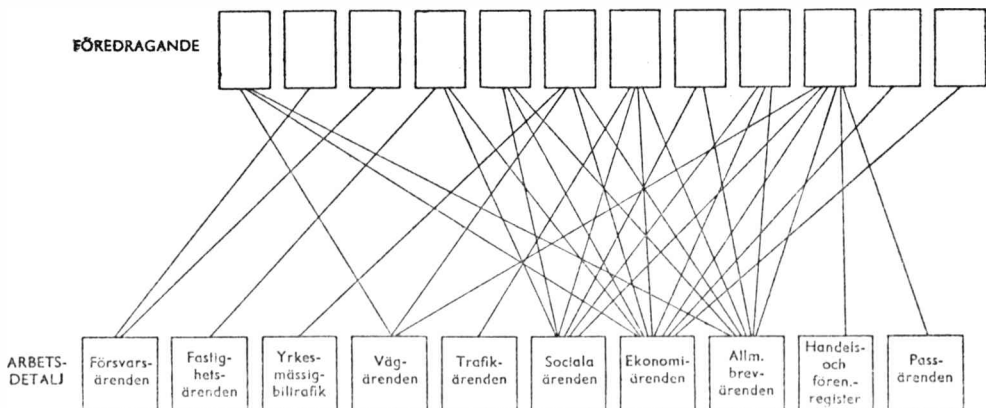 FÖREDRAGANDE
ARBETS-
DETALJ
Försvars-
ärenden
Fastig-
hets-
ärenden
Yrkes-
mässig
biltrafik
Väg-
ärenden
Trafik-
ärenden
Sociala
ärenden
Ekonomi-
ärenden
Allm.
brev-
ärenden
Handels-
och
fören.-
register
Pass-
ärenden